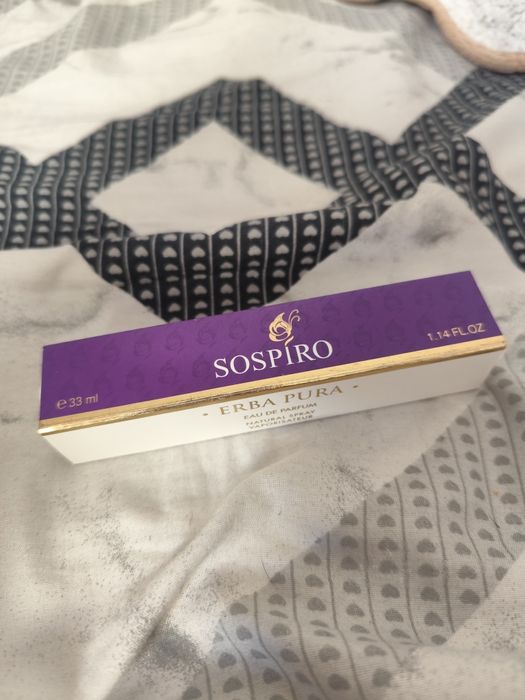 SOSPIRO
℮ 33 ml
1.14 FL.OZ
• ERBA PURA •
EAU DE PARFUM
NATURAL SPRAY
VAPORISATEUR